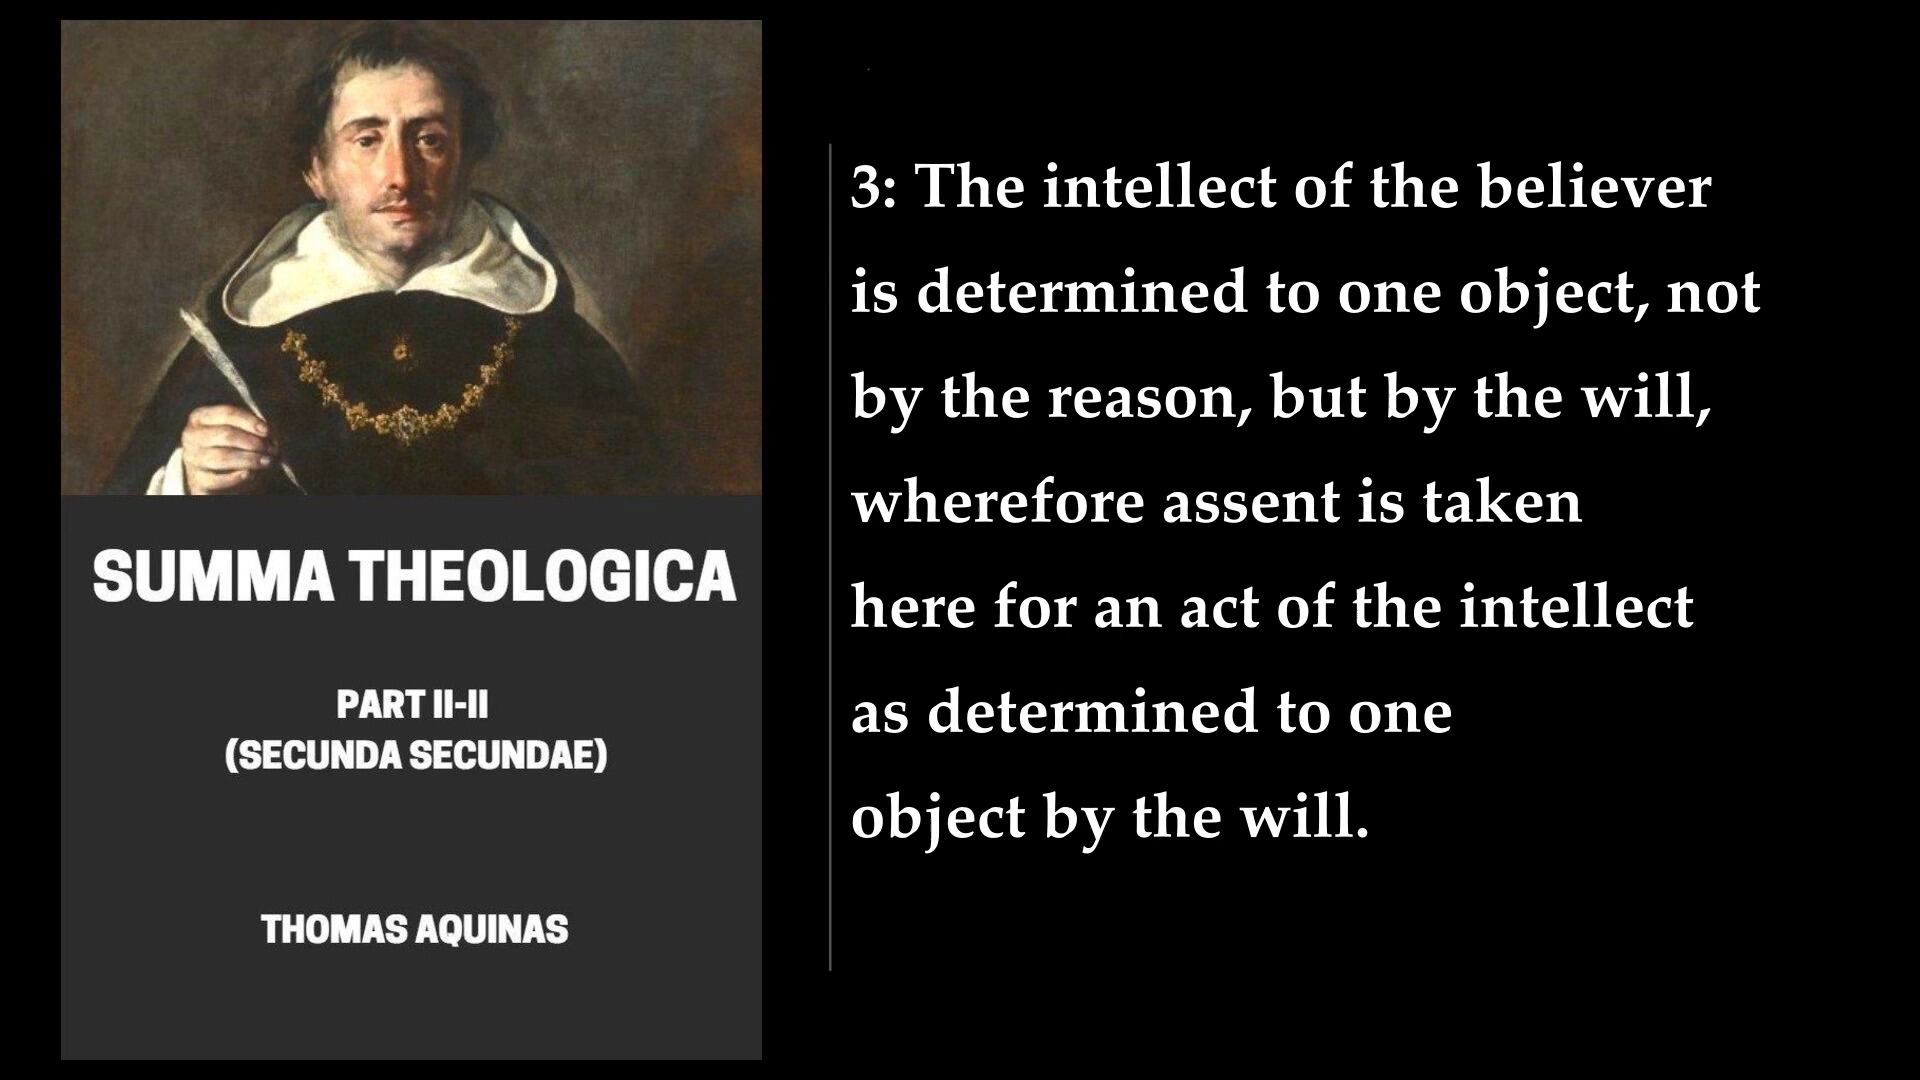 SUMMA THEOLOGICA
PART II-II
(SECUNDA SECUNDAE)
THOMAS AQUINAS
3: The intellect of the believer
is determined to one object, not
by the reason, but by the will,
wherefore assent is taken
here for an act of the intellect
as determined to one
object by the will.